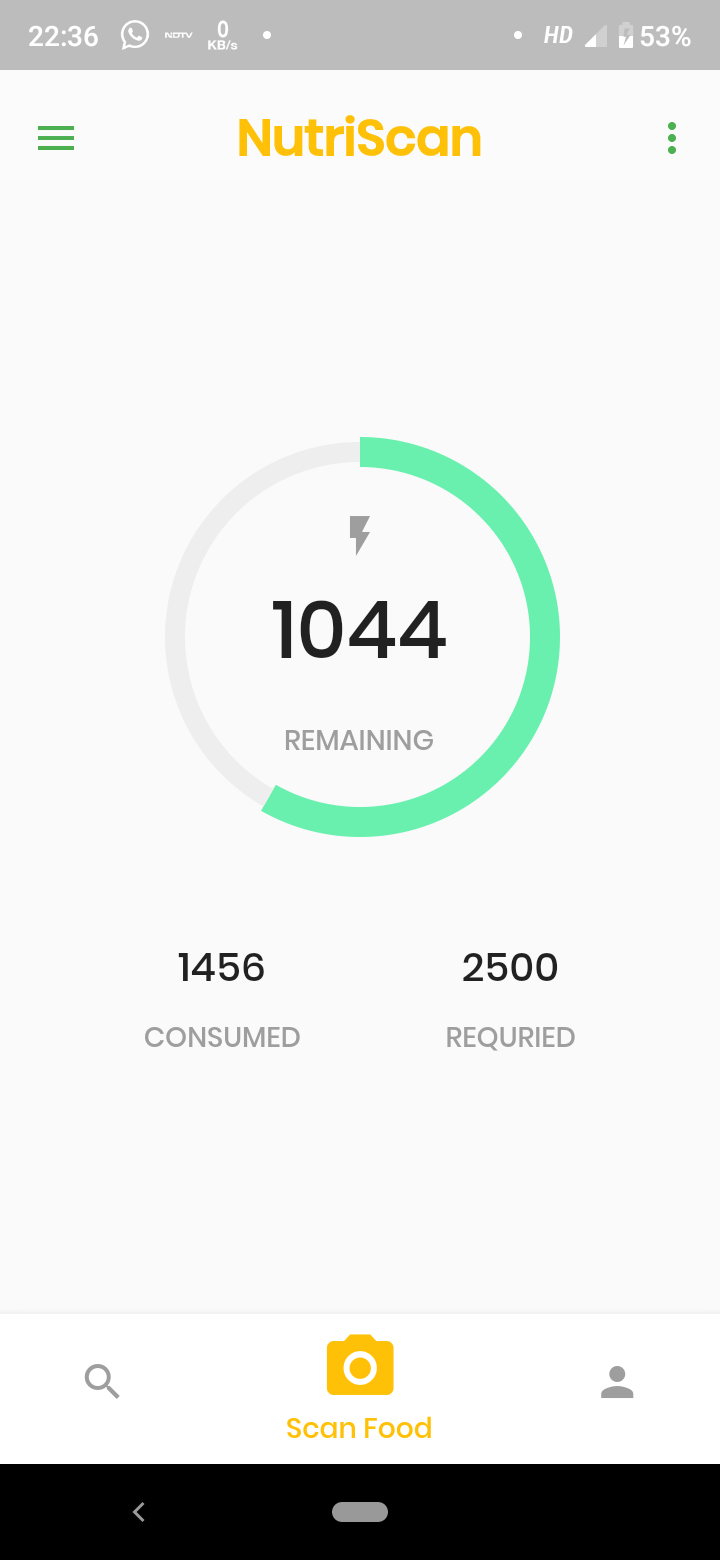 22:36 NDTV 0 KB/s HD 53%
NutriScan
1044
REMAINING
1456 2500
CONSUMED REQURIED
Scan Food